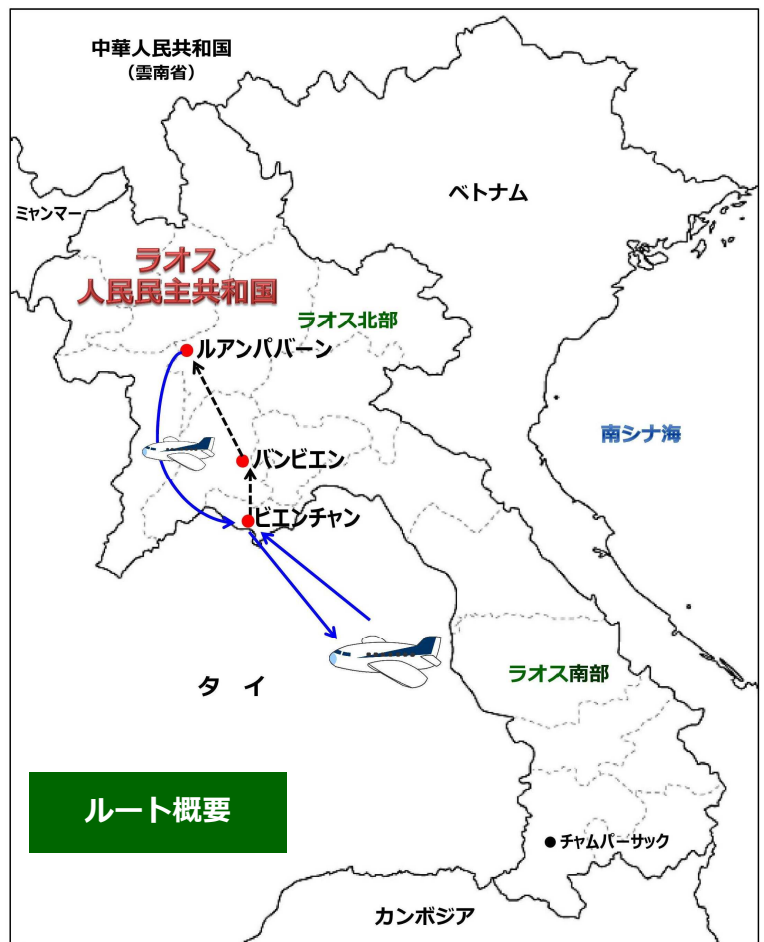 中華人民共和国
（雲南省）
ベトナム
ミャンマー
ラオス
人民民主共和国
ラオス北部
ルアンパバーン
南シナ海
バンビエン
ビエンチャン
ラオス南部
タ イ
ルート概要
チャムパーサック
カンボジア